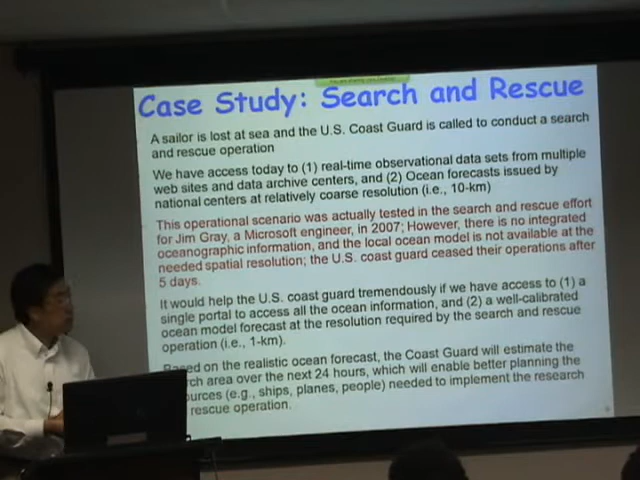 Case Study: Search and Rescue
A sailor is lost at sea and the U.S. Coast Guard is called to conduct a search
and rescue operation
We have access today to (1) real-time observational data sets from multiple
web sites and data archive centers, and (2) Ocean forecasts issued by
national centers at relatively coarse resolution (i.e., 10-km)
This operational scenario was actually tested in the search and rescue effort
for Jim Gray, a Microsoft engineer, in 2007; However, there is no integrated
oceanographic information, and the local ocean model is not available at the
needed spatial resolution; the U.S. coast guard ceased their operations after
5 days.
It would help the U.S. coast guard tremendously if we have access to (1) a
single portal to access all the ocean information, and (2) a well-calibrated
ocean model forecast at the resolution required by the search and rescue
operation (i.e., 1-km).
Based on the realistic ocean forecast, the Coast Guard will estimate the
rch area over the next 24 hours, which will enable better planning the
ources (e.g., ships, planes, people) needed to implement the research
rescue operation.